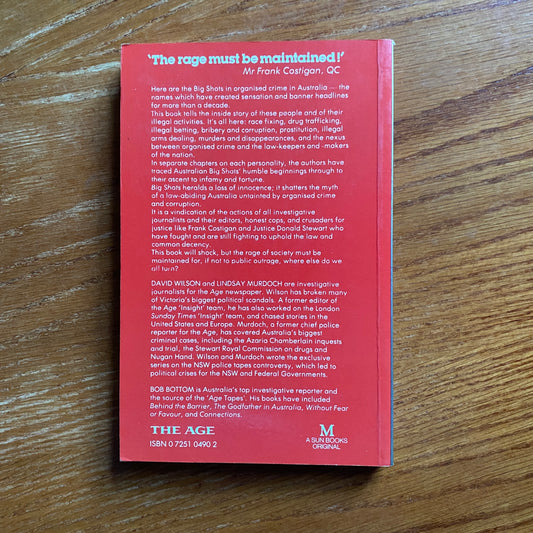 'The rage must be maintained!'
Mr Frank Costigan, QC
Here are the Big Shots in organised crime in Australia — the
names which have created sensation and banner headlines
for more than a decade.
This book tells the inside story of these people and of their
illegal activities. It's all here: race fixing, drug trafficking,
illegal betting, bribery and corruption, prostitution, illegal
arms dealing, murders and disappearances, and the nexus
between organised crime and the law-keepers and -makers
of the nation.
In separate chapters on each personality, the authors have
traced Australian Big Shots' humble beginnings through to
their ascent to infamy and fortune.
Big Shots heralds a loss of innocence; it shatters the myth
of a law-abiding Australia untainted by organised crime
and corruption.
It is a vindication of the actions of all investigative
journalists and their editors, honest cops, and crusaders for
justice like Frank Costigan and Justice Donald Stewart who
have fought and are still fighting to uphold the law and
common decency.
This book will shock, but the rage of society must be
maintained for, if not to public outrage, where else do we
all turn?
DAVID WILSON and LINDSAY MURDOCH are investigative
journalists for the Age newspaper. Wilson has broken many
of Victoria's biggest political scandals. A former editor of
the Age 'Insight' team, he has also worked on the London
Sunday Times 'Insight' team, and chased stories in the
United States and Europe. Murdoch, a former chief police
reporter for the Age, has covered Australia's biggest
criminal cases, including the Azaria Chamberlain inquests
and trial, the Stewart Royal Commission on drugs and
Nugan Hand. Wilson and Murdoch wrote the exclusive
series on the NSW police tapes controversy, which led to
political crises for the NSW and Federal Governments.
BOB BOTTOM is Australia's top investigative reporter and
the source of the 'Age Tapes'. His books have included
Behind the Barrier, The Godfather in Australia, Without Fear
or Favour, and Connections.
THE AGE
ISBN 0 7251 0490 2
M
A SUN BOOKS
ORIGINAL